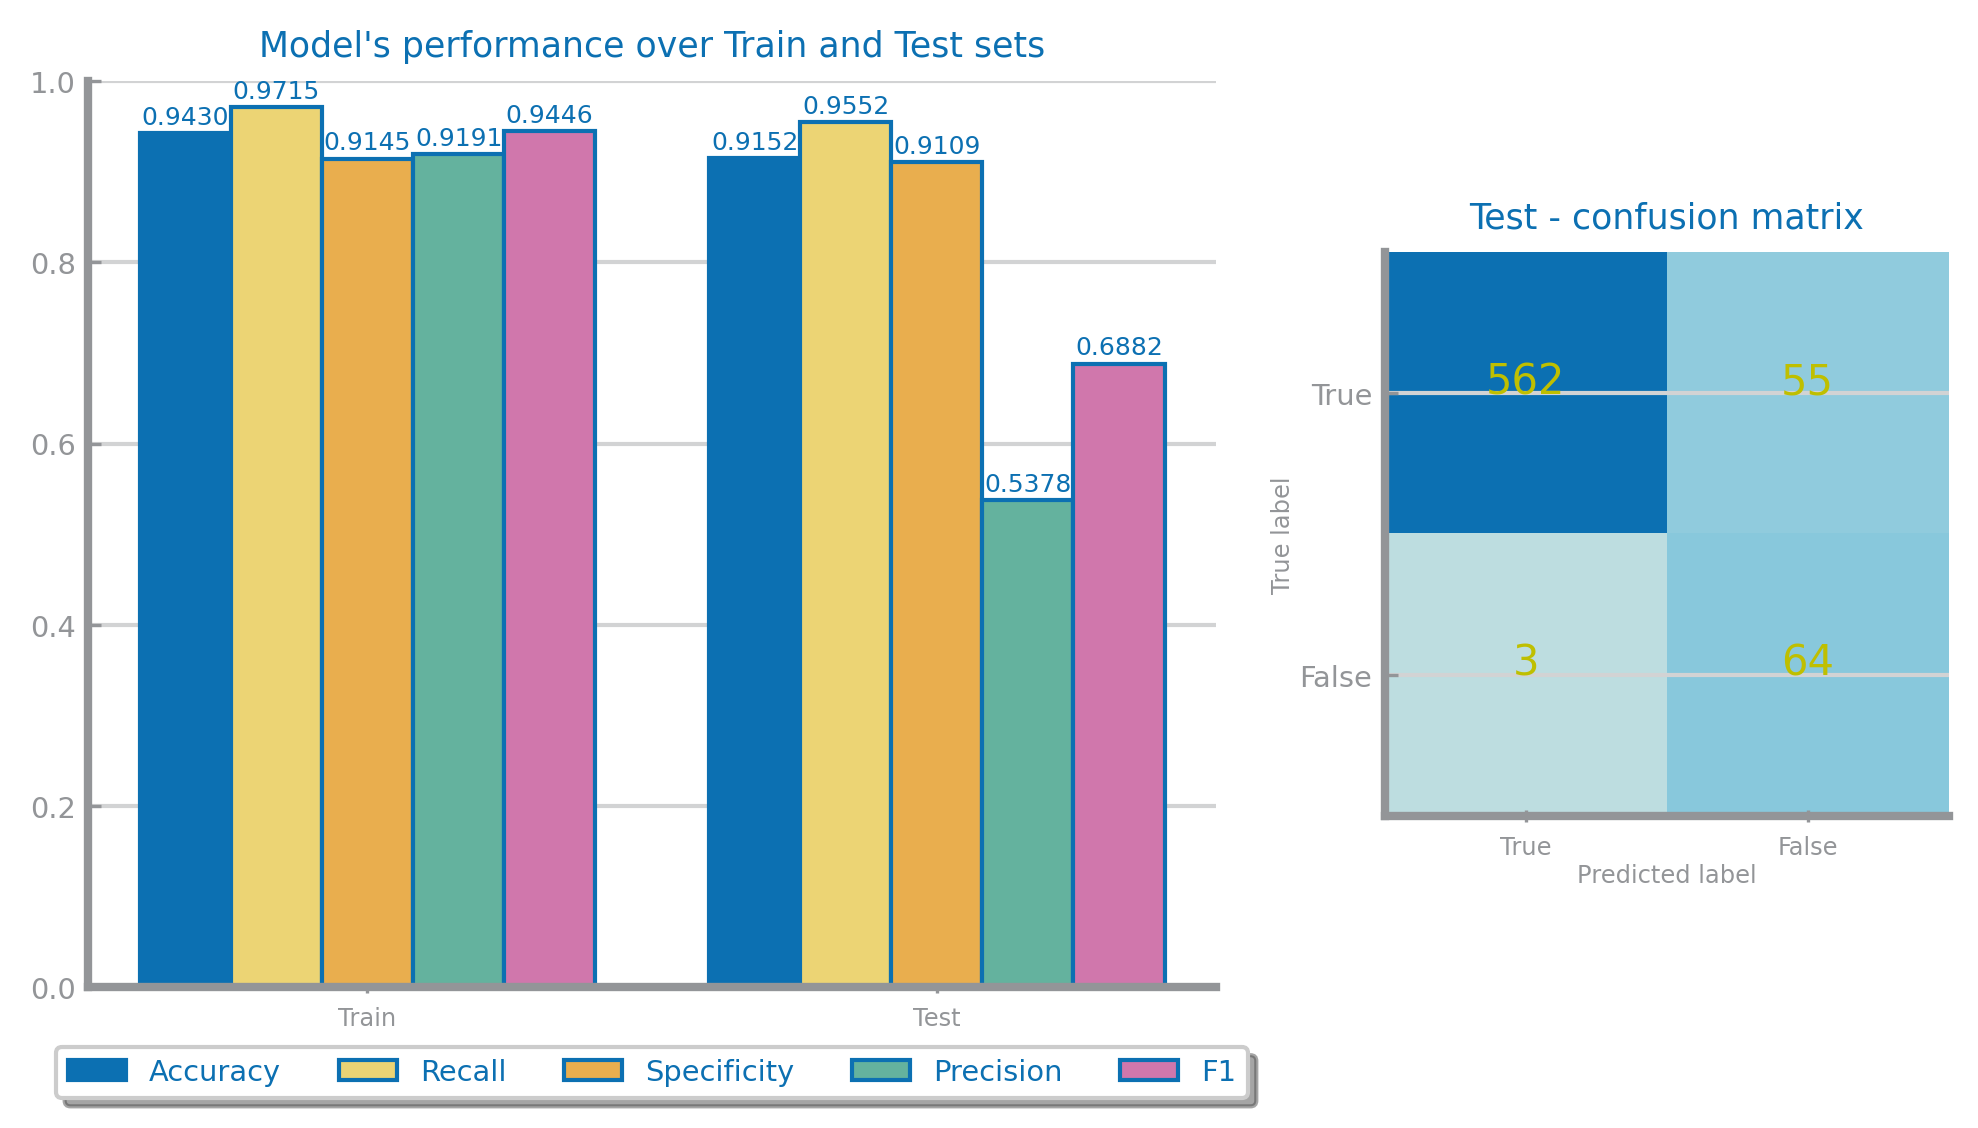 Model's performance over Train and Test sets
1.0
0.8
0.6
0.4
0.2
0.0
0.9430
0.9715
0.9145
0.9191
0.9446
0.9152
0.9552
0.9109
0.5378
0.6882
Train
Test
Accuracy
Recall
Specificity
Precision
F1
Test - confusion matrix
True label
True
562
55
False
3
64
True
False
Predicted label